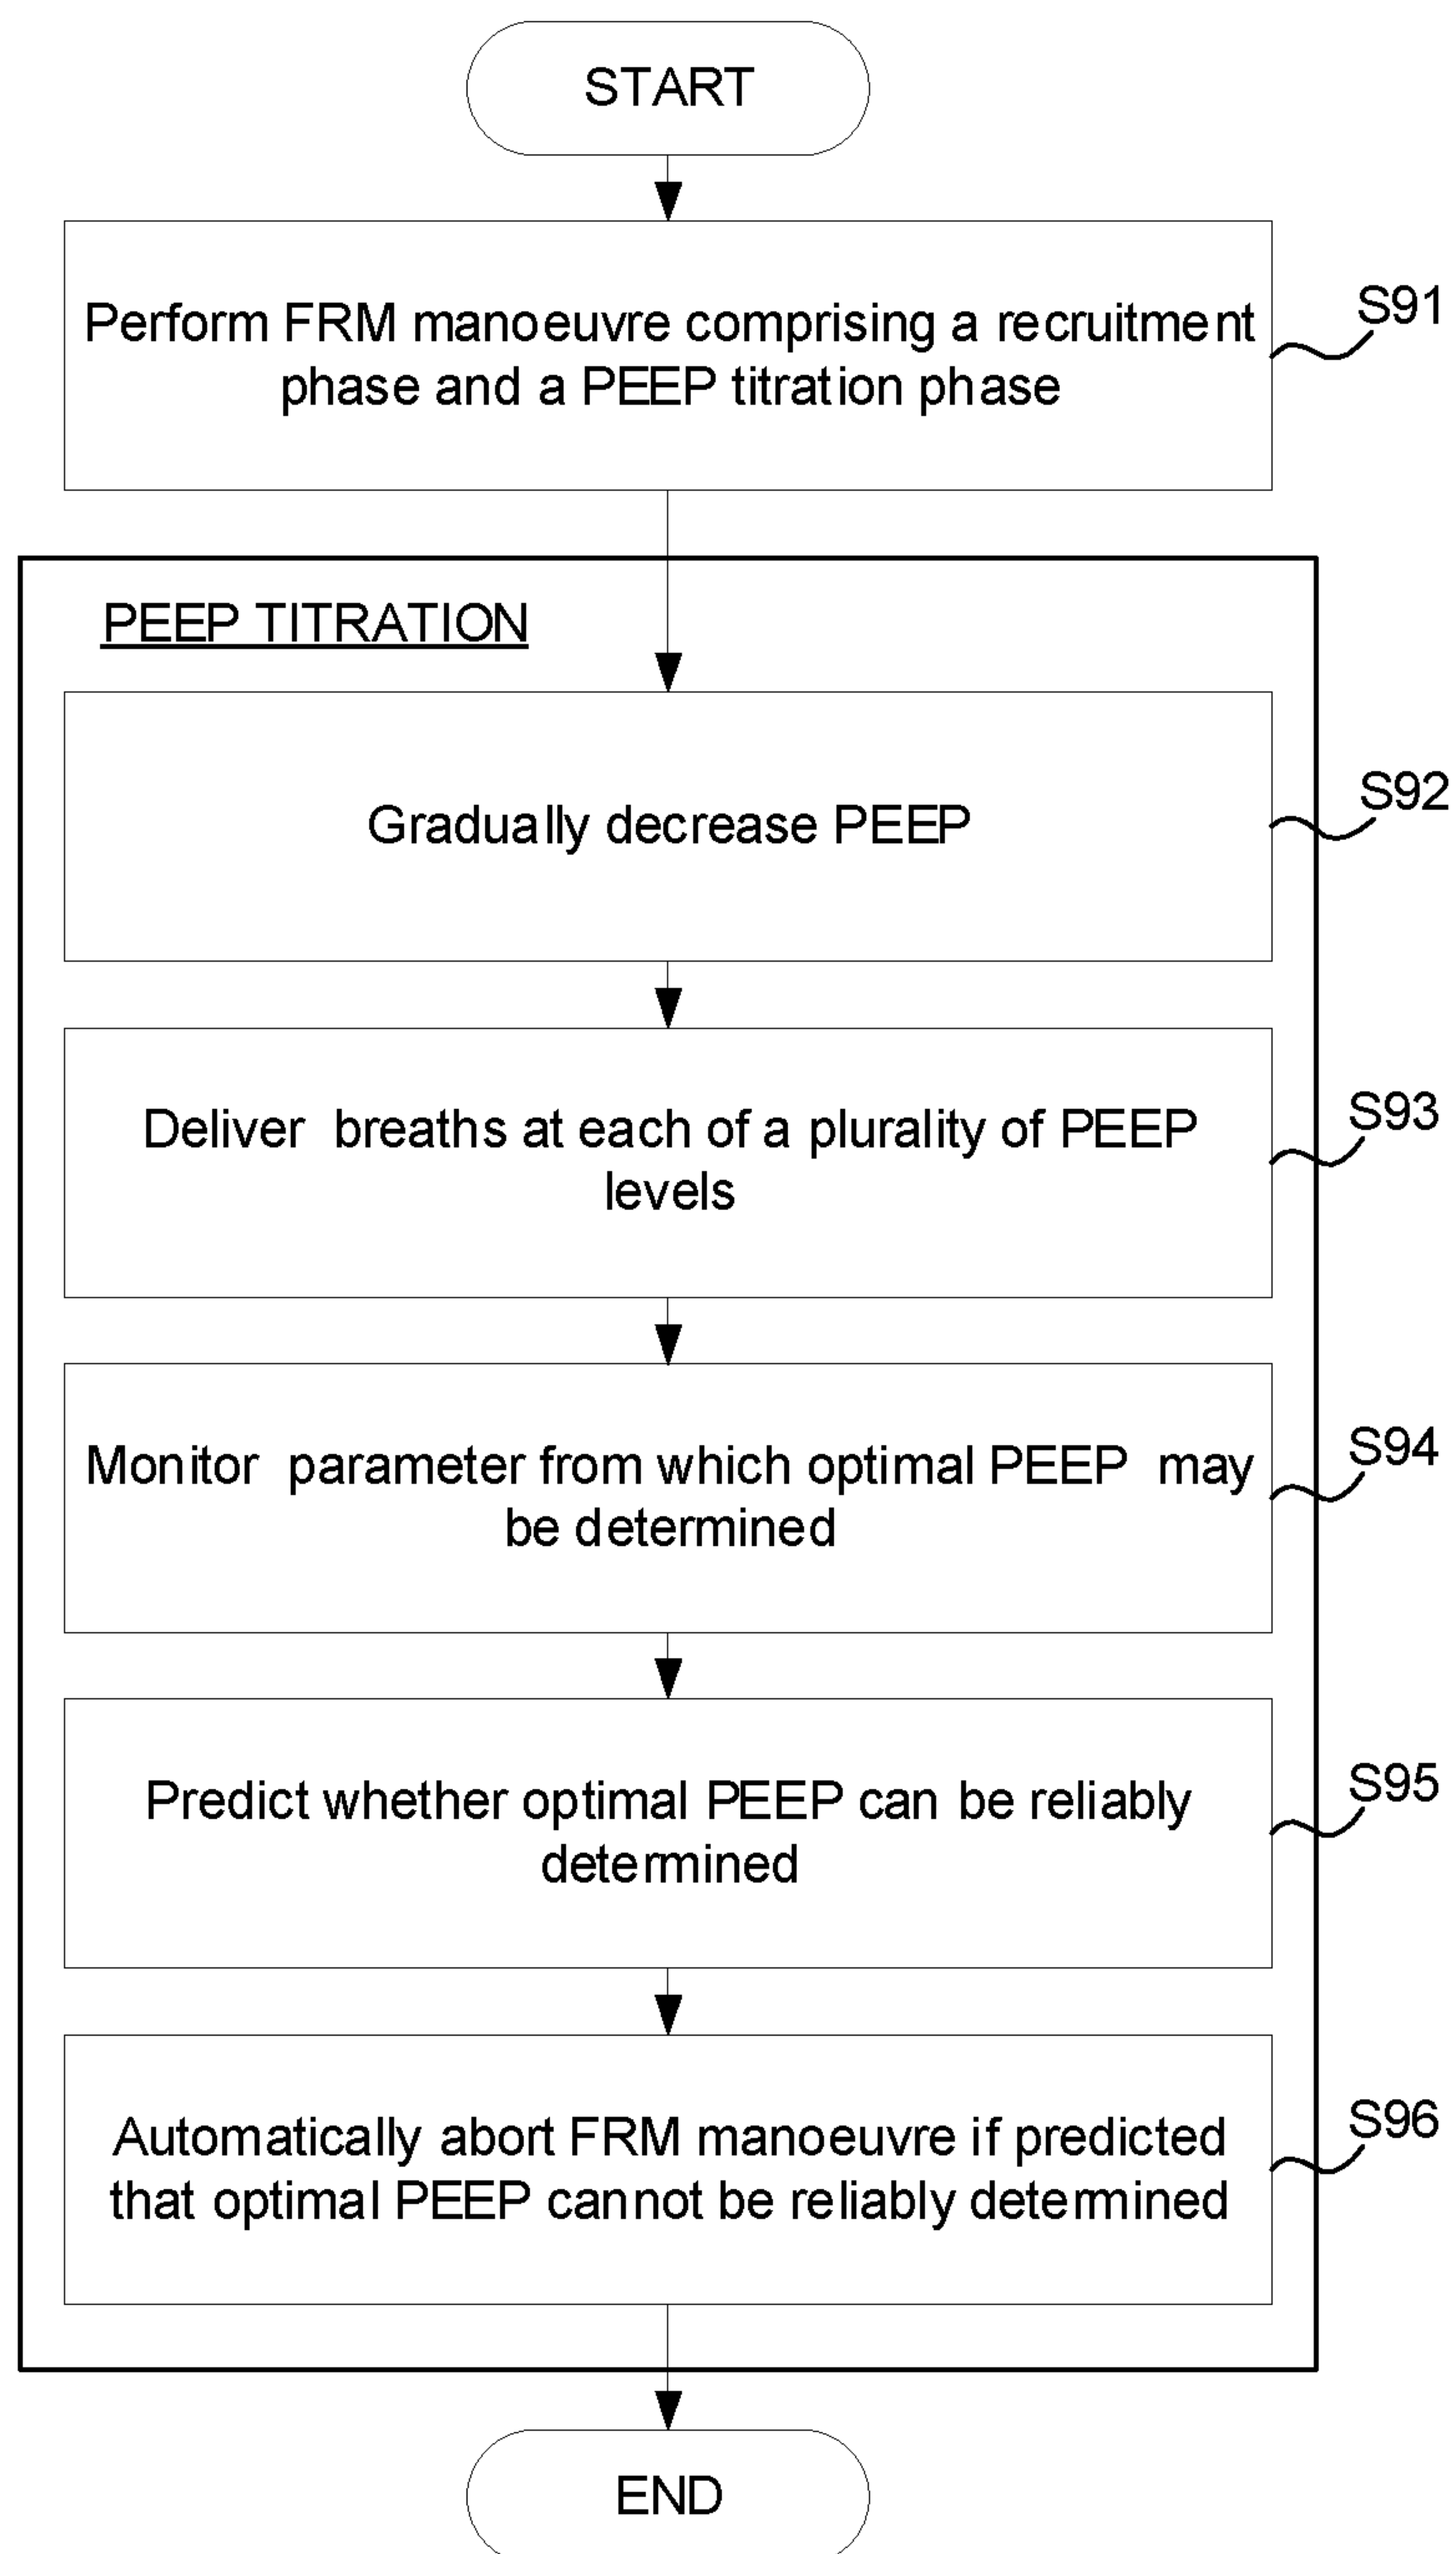 START
Perform FRM manoeuvre comprising a recruitment
phase and a PEEP titration phase
S91
PEEP TITRATION
Gradually decrease PEEP
S92
Deliver breaths at each of a plurality of PEEP
levels
S93
Monitor parameter from which optimal PEEP may
be determined
S94
Predict whether optimal PEEP can be reliably
determined
S95
Automatically abort FRM manoeuvre if predicted
that optimal PEEP cannot be reliably determined
S96
END